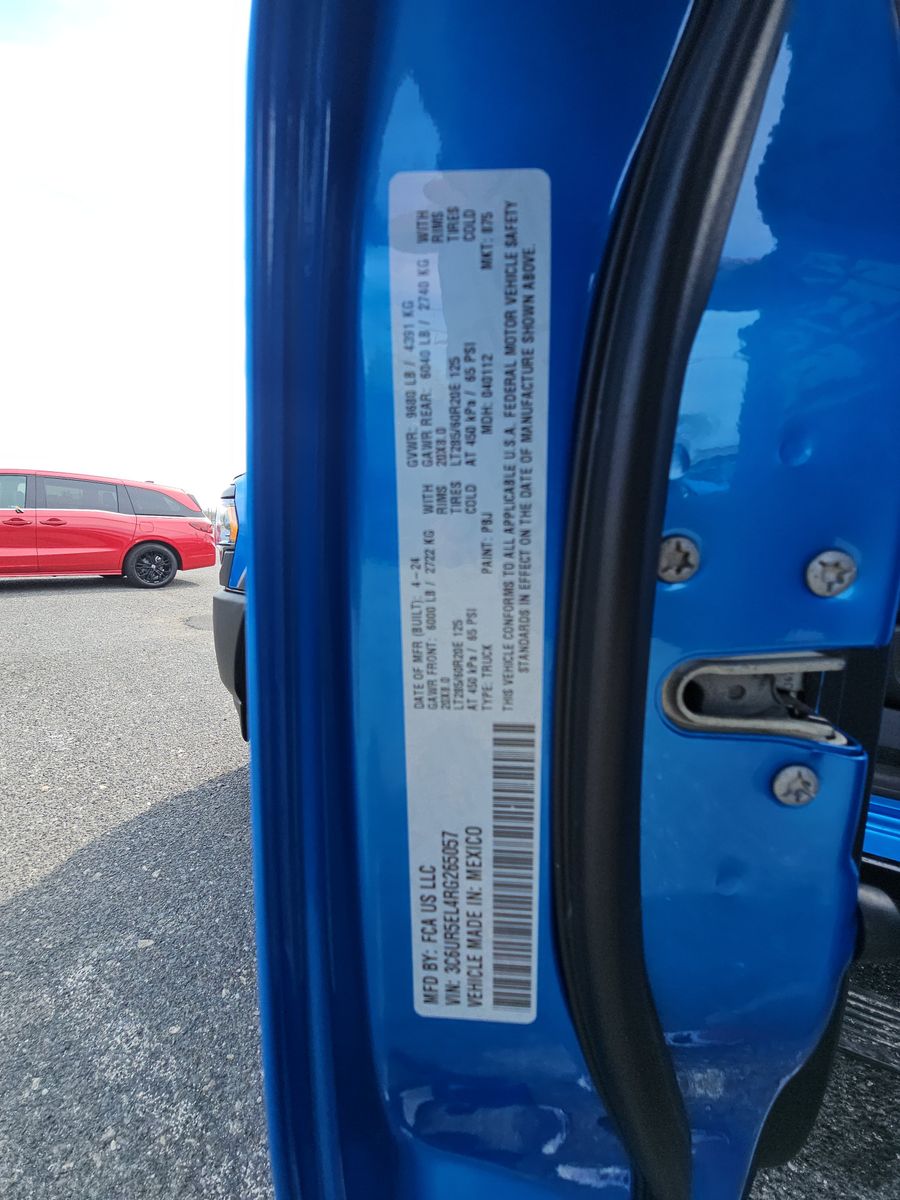 MFD BY: FCA US LLC
VIN: 3C6UR5EL4RG265057
VEHICLE MADE IN: MEXICO
DATE OF MFR (BUILT): 4-24
GVWR: 9680 LB / 4391 KG
GAWR FRONT: 6000 LB / 2722 KG WITH
GAWR REAR: 6040 LB / 2740 KG WITH
20X8.0 RIMS
20X8.0 RIMS
LT285/60R20E 125 TIRES
LT285/60R20E 125 TIRES
AT 450 kPa / 65 PSI COLD
AT 450 kPa / 65 PSI COLD
TYPE: TRUCK PAINT: PBJ MDH: 040112 MKT: 875
THIS VEHICLE CONFORMS TO ALL APPLICABLE U.S.A. FEDERAL MOTOR VEHICLE SAFETY
STANDARDS IN EFFECT ON THE DATE OF MANUFACTURE SHOWN ABOVE.